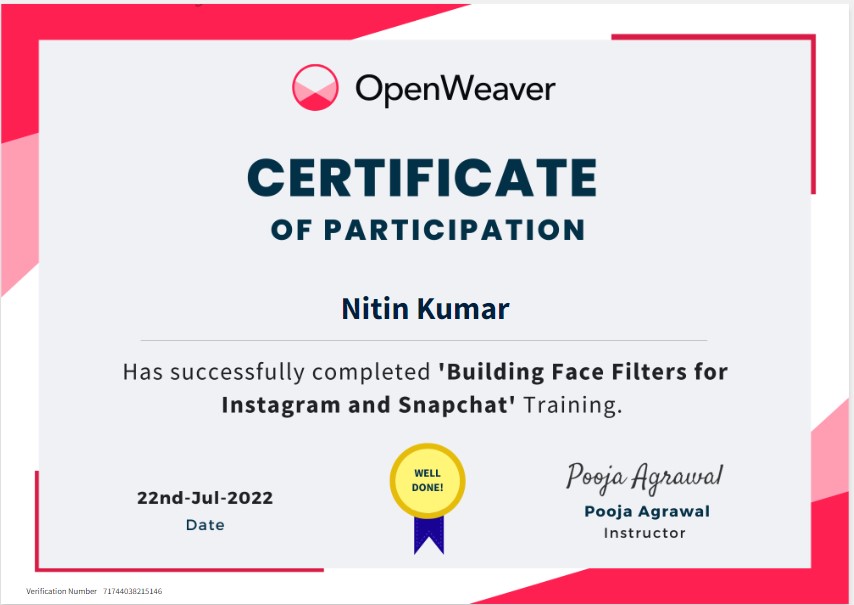 OpenWeaver
CERTIFICATE
OF PARTICIPATION
Nitin Kumar
Has successfully completed 'Building Face Filters for
Instagram and Snapchat' Training.
WELL
DONE!
22nd-Jul-2022
Date
Pooja Agrawal
Pooja Agrawal
Instructor
Verification Number 71744038215146